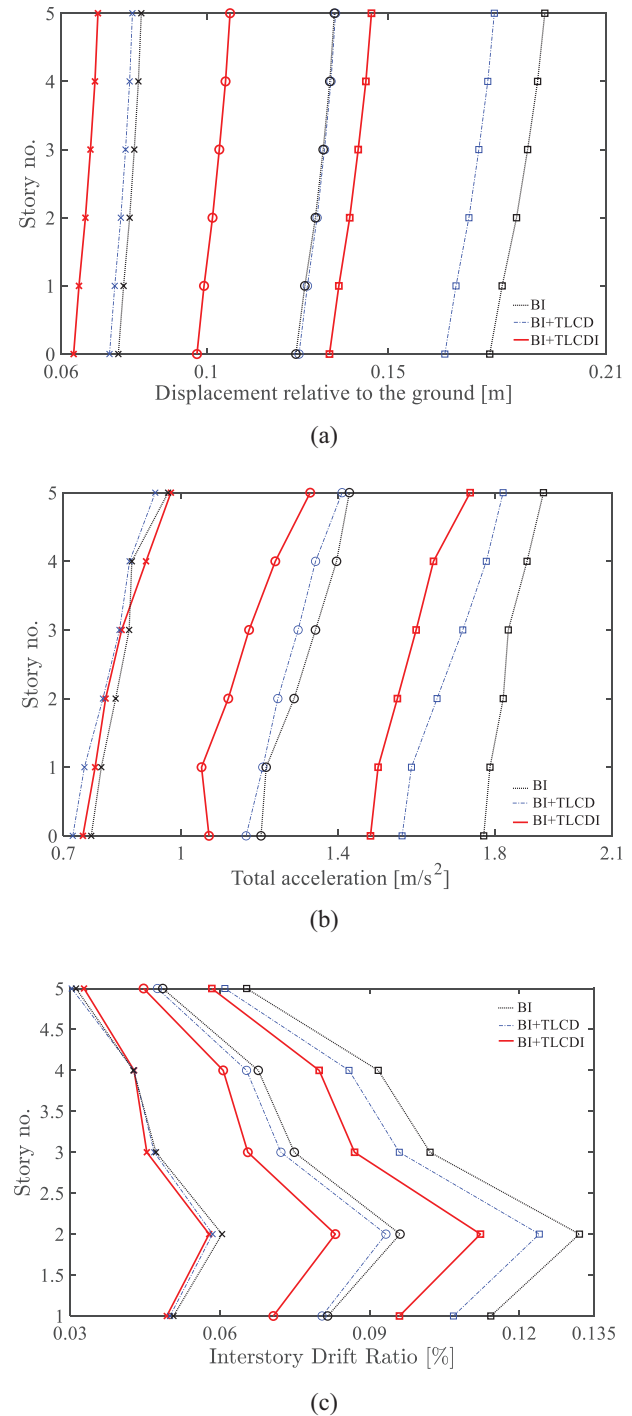 5
4
3
2
1
0
Story no.
BI
BI+TLCD
BI+TLCDI
0.06
0.1
0.15
0.21
Displacement relative to the ground [m]
(a)
5
4
3
2
1
0
Story no.
BI
BI+TLCD
BI+TLCDI
0.7
1
1.4
1.8
2.1
Total acceleration [m/s²]
(b)
5
4.5
4
3.5
3
2.5
2
1.5
1
Story no.
BI
BI+TLCD
BI+TLCDI
0.03
0.06
0.09
0.12
0.135
Interstory Drift Ratio [%]
(c)